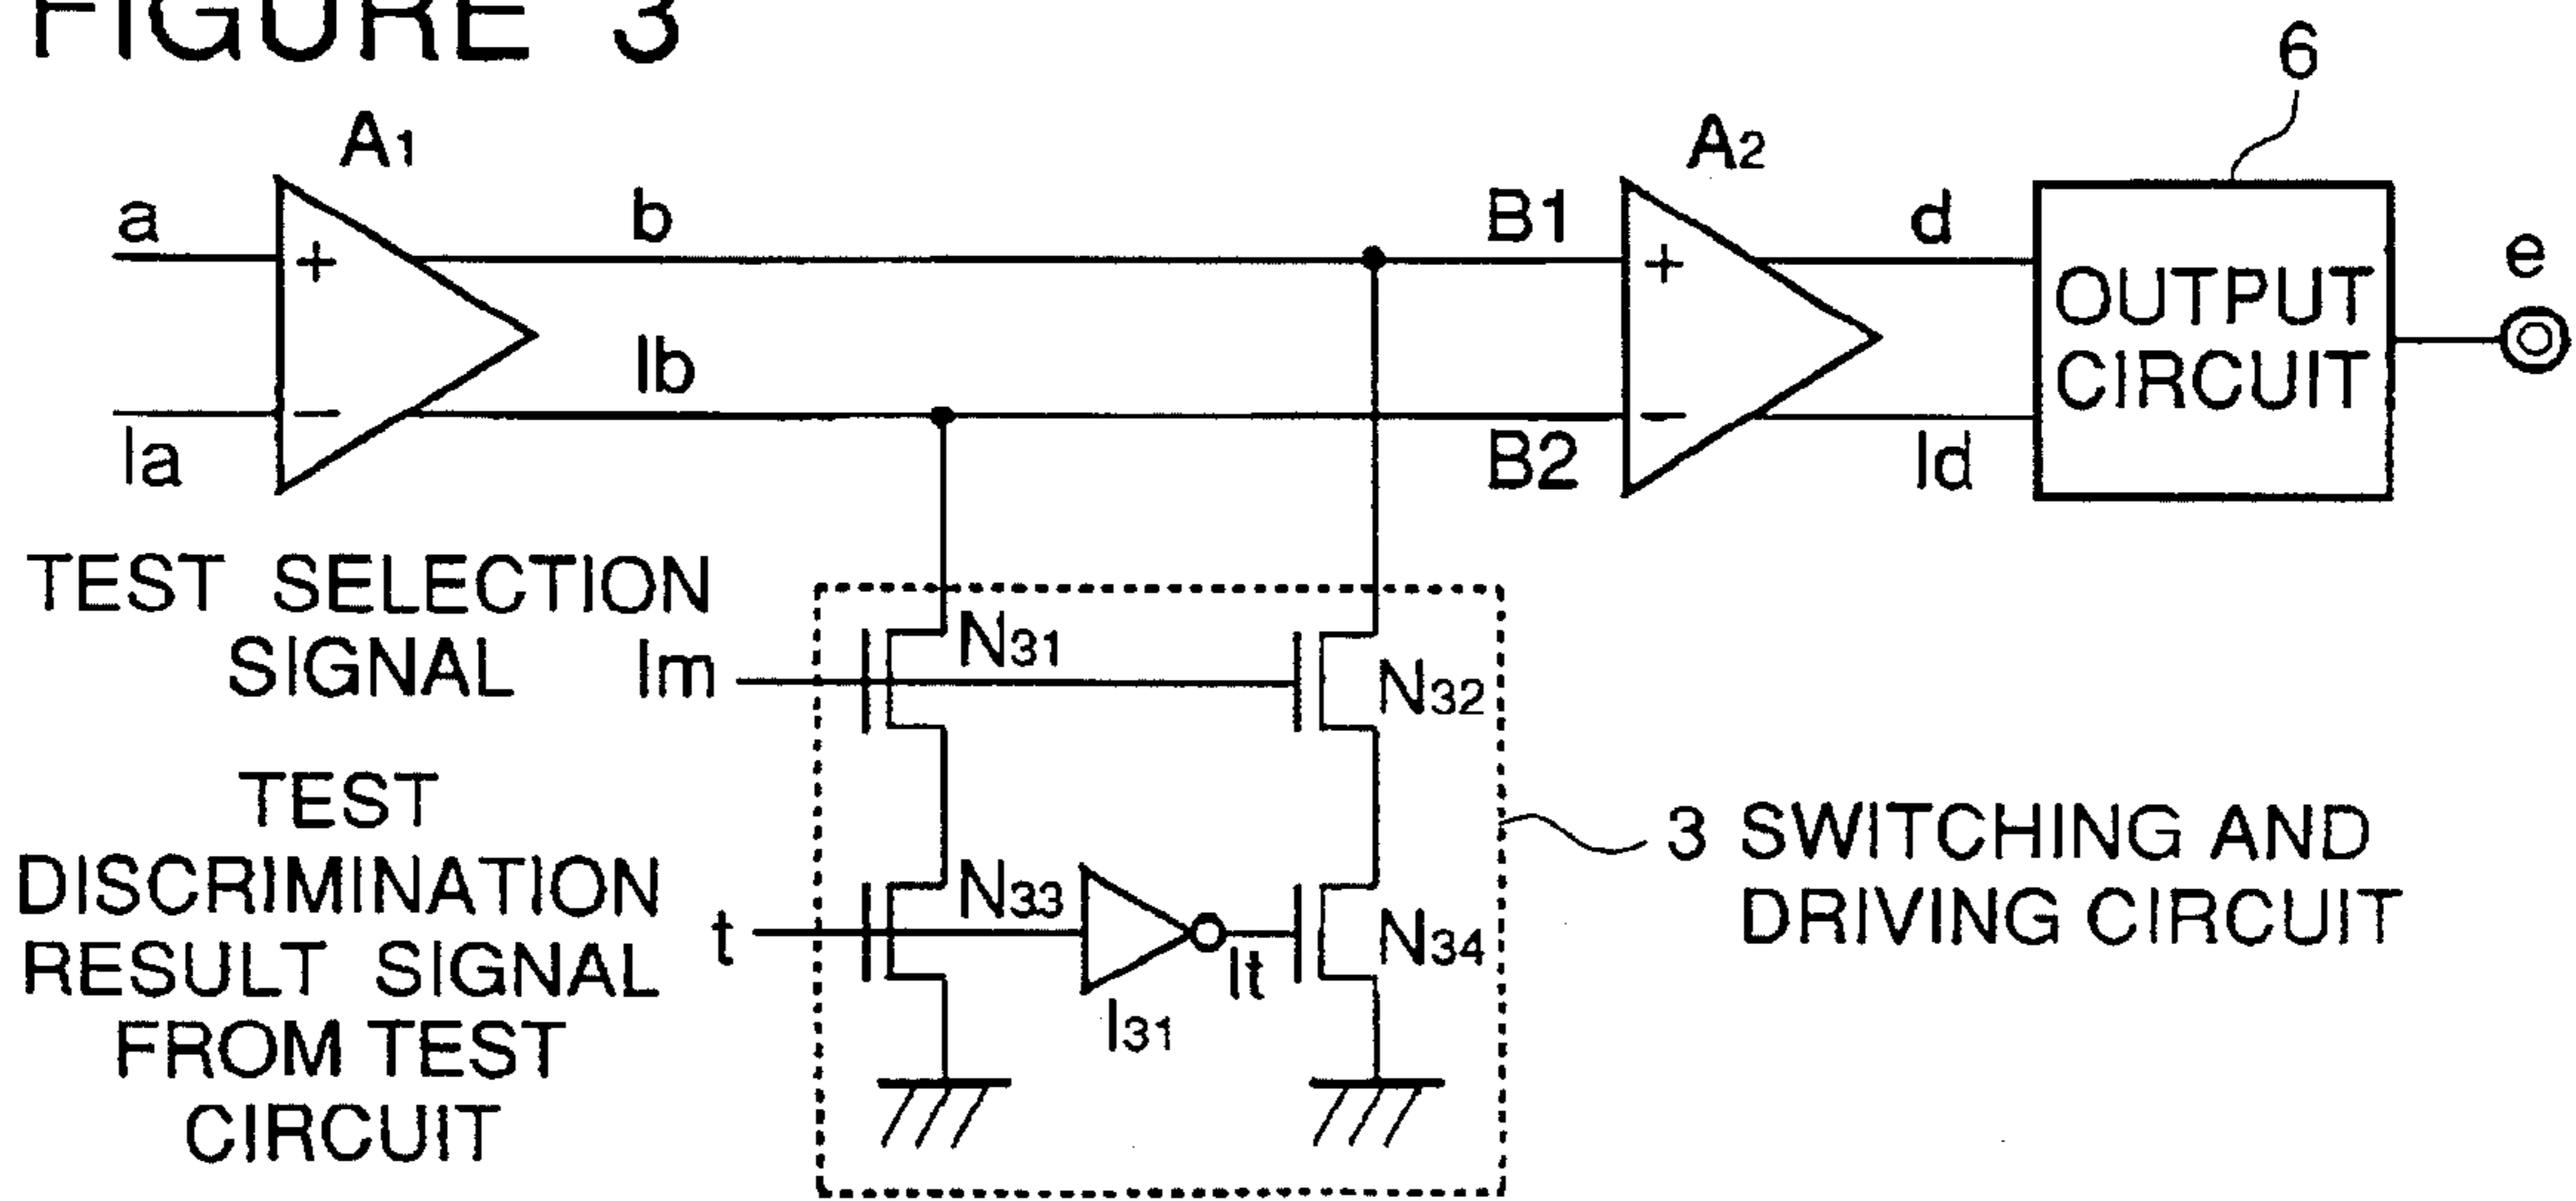 FIGURE 3
6
A1
A2
a
b
B1
d
e
+
+
OUTPUT
CIRCUIT
Ib
−
−
Ia
B2
Id
TEST SELECTION
SIGNAL Im
N31
N32
TEST
DISCRIMINATION
RESULT SIGNAL
FROM TEST
CIRCUIT
t
N33
It
N34
I31
3 SWITCHING AND
DRIVING CIRCUIT